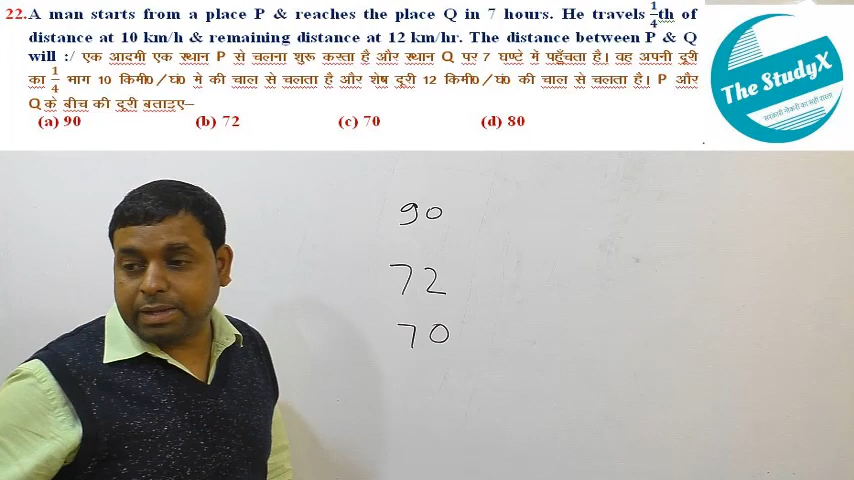 22.A man starts from a place P & reaches the place Q in 7 hours. He travels 1/4th of
distance at 10 km/h & remaining distance at 12 km/hr. The distance between P & Q
will :/ एक आदमी एक स्थान P से चलना शुरू करता है और स्थान Q पर 7 घण्टे में पहुँचता है। वह अपनी दूरी
का 1/4 भाग 10 किमी0/घं0 मे की चाल से चलता है और शेष दूरी 12 किमी0/घं0 की चाल से चलता है। P और
Q के बीच की दूरी बताइए–
(a) 90 (b) 72 (c) 70 (d) 80
The StudyX
सरकारी नौकरी का सही रास्ता
90
72
70